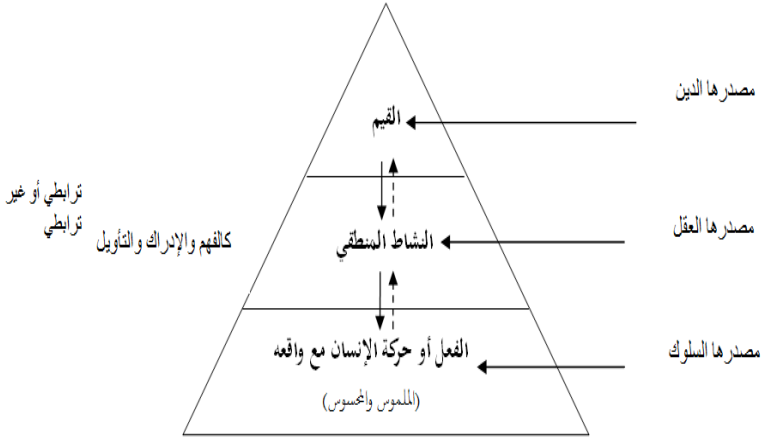 مصدرها الدين
القيم
ترابطي أو غير
ترابطي
مصدرها العقل
النشاط المنطقي
كالفهم والإدراك والتأويل
مصدرها السلوك
الفعل أو حركة الإنسان مع واقعه
(الملموس والمحسوس)